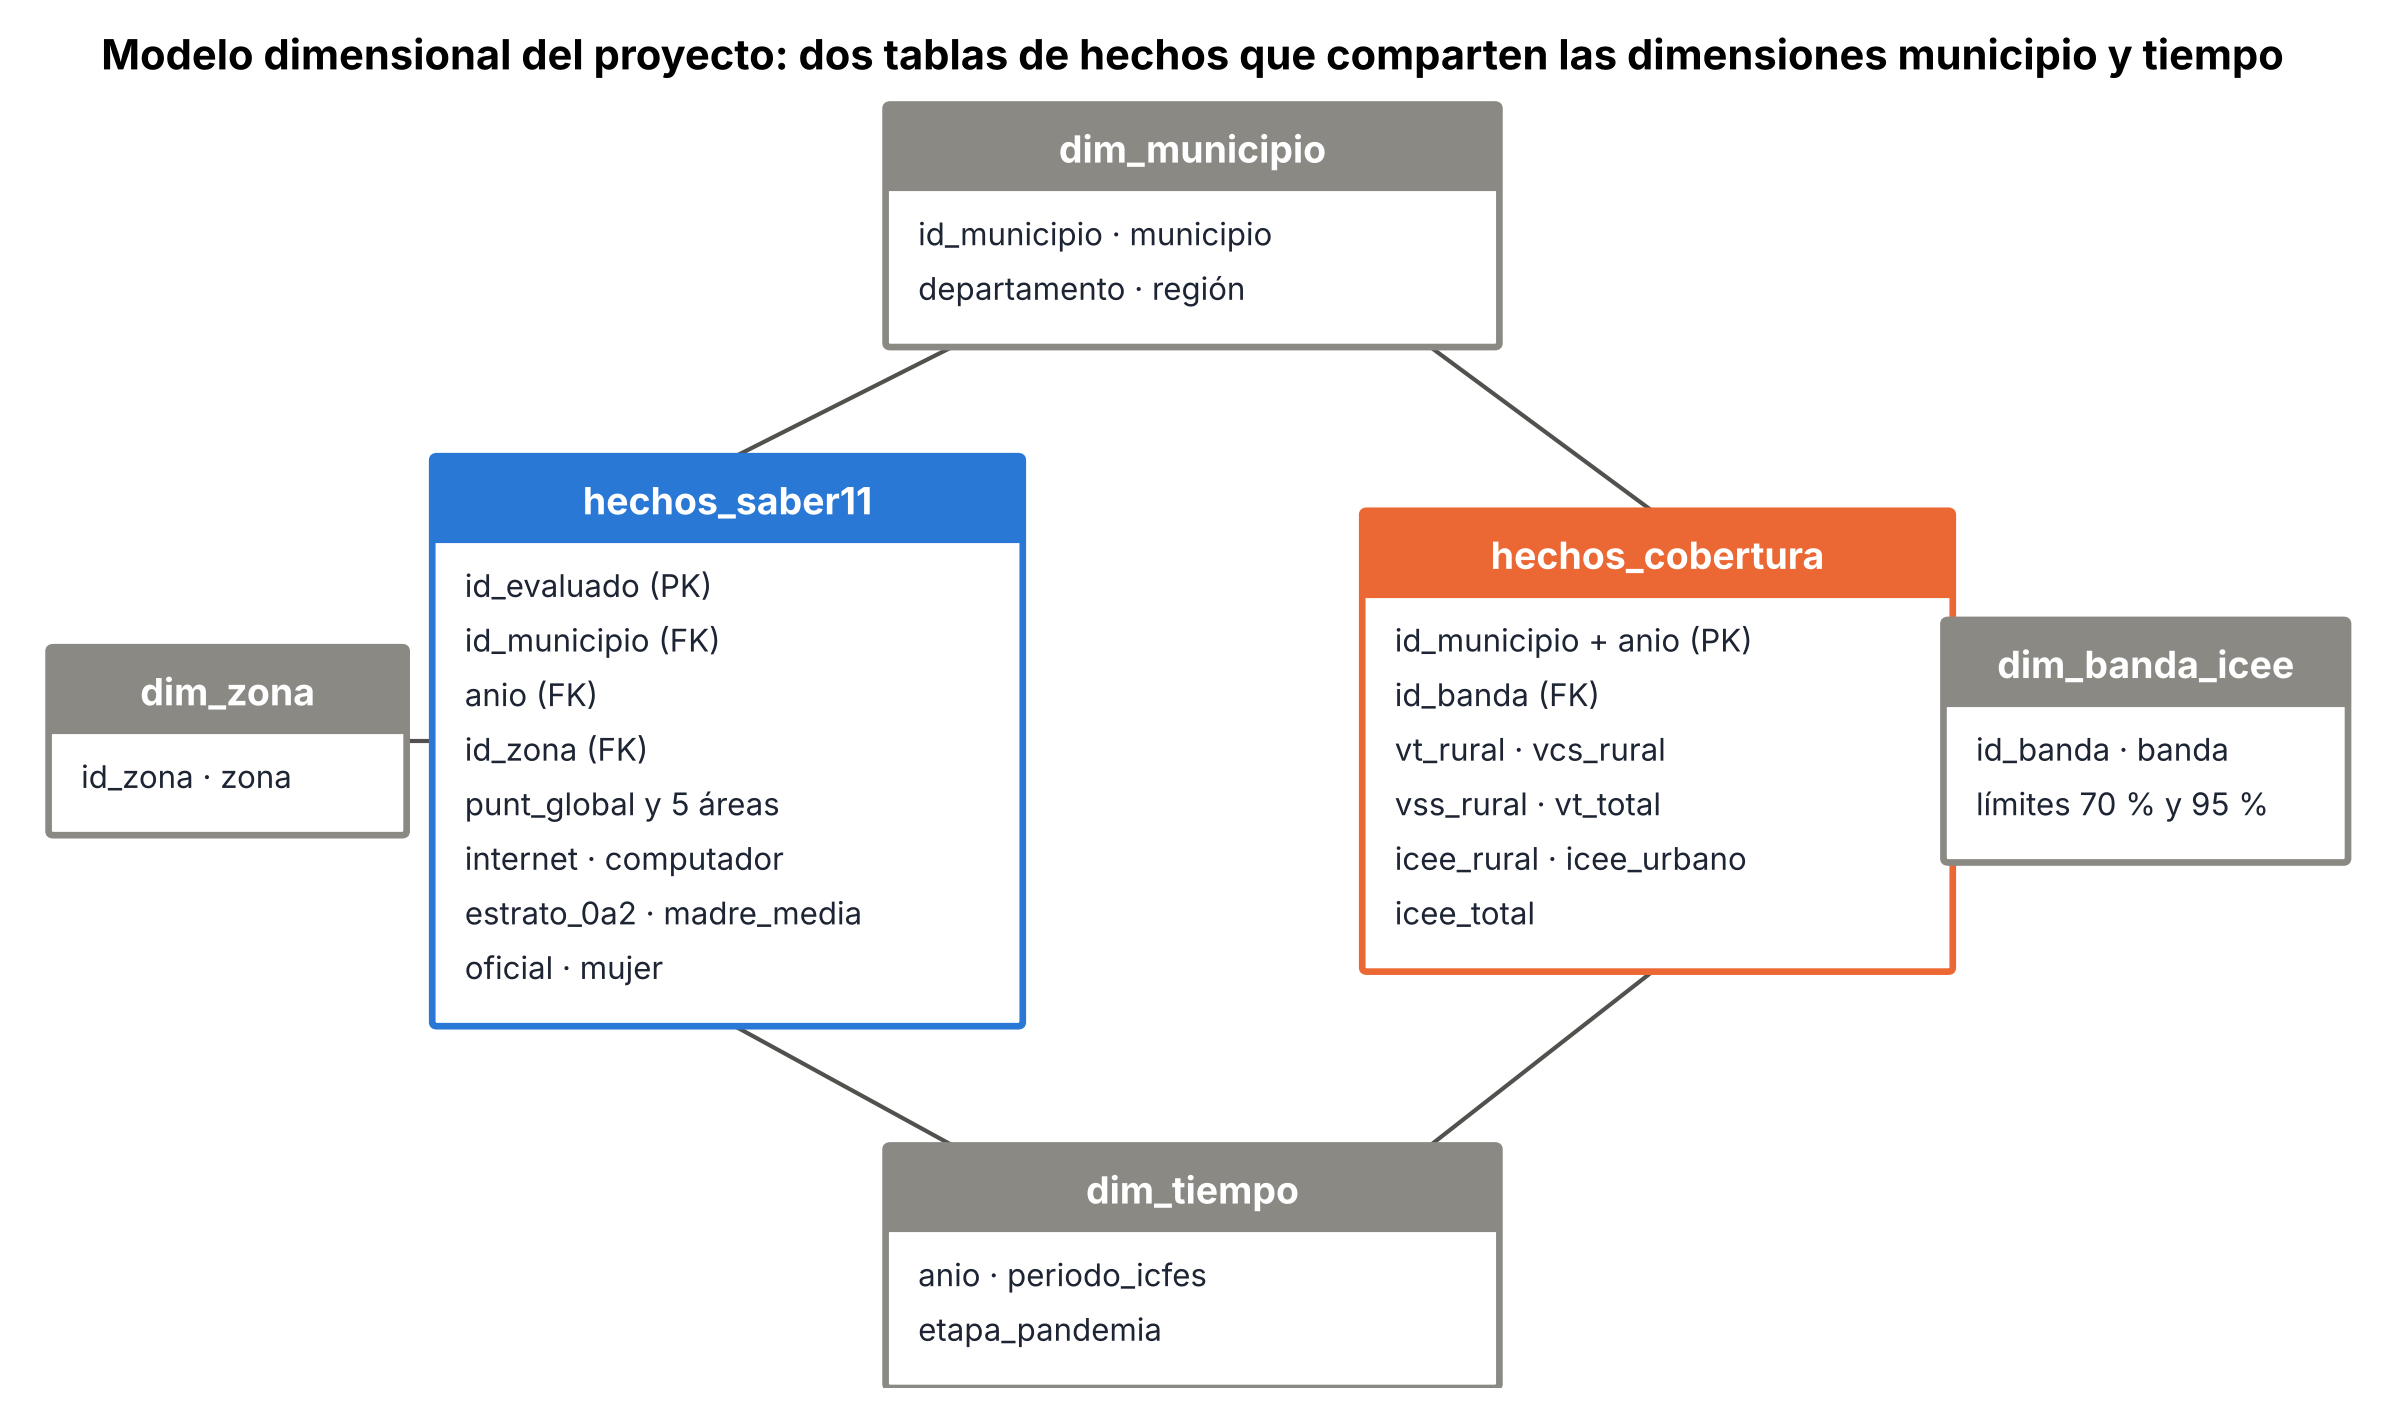 Modelo dimensional del proyecto: dos tablas de hechos que comparten las dimensiones municipio y tiempo
dim_municipio
id_municipio · municipio
departamento · región
hechos_saber11
id_evaluado (PK)
id_municipio (FK)
anio (FK)
id_zona (FK)
punt_global y 5 áreas
internet · computador
estrato_0a2 · madre_media
oficial · mujer
hechos_cobertura
id_municipio + anio (PK)
id_banda (FK)
vt_rural · vcs_rural
vss_rural · vt_total
icee_rural · icee_urbano
icee_total
dim_zona
id_zona · zona
dim_banda_icee
id_banda · banda
límites 70 % y 95 %
dim_tiempo
anio · periodo_icfes
etapa_pandemia